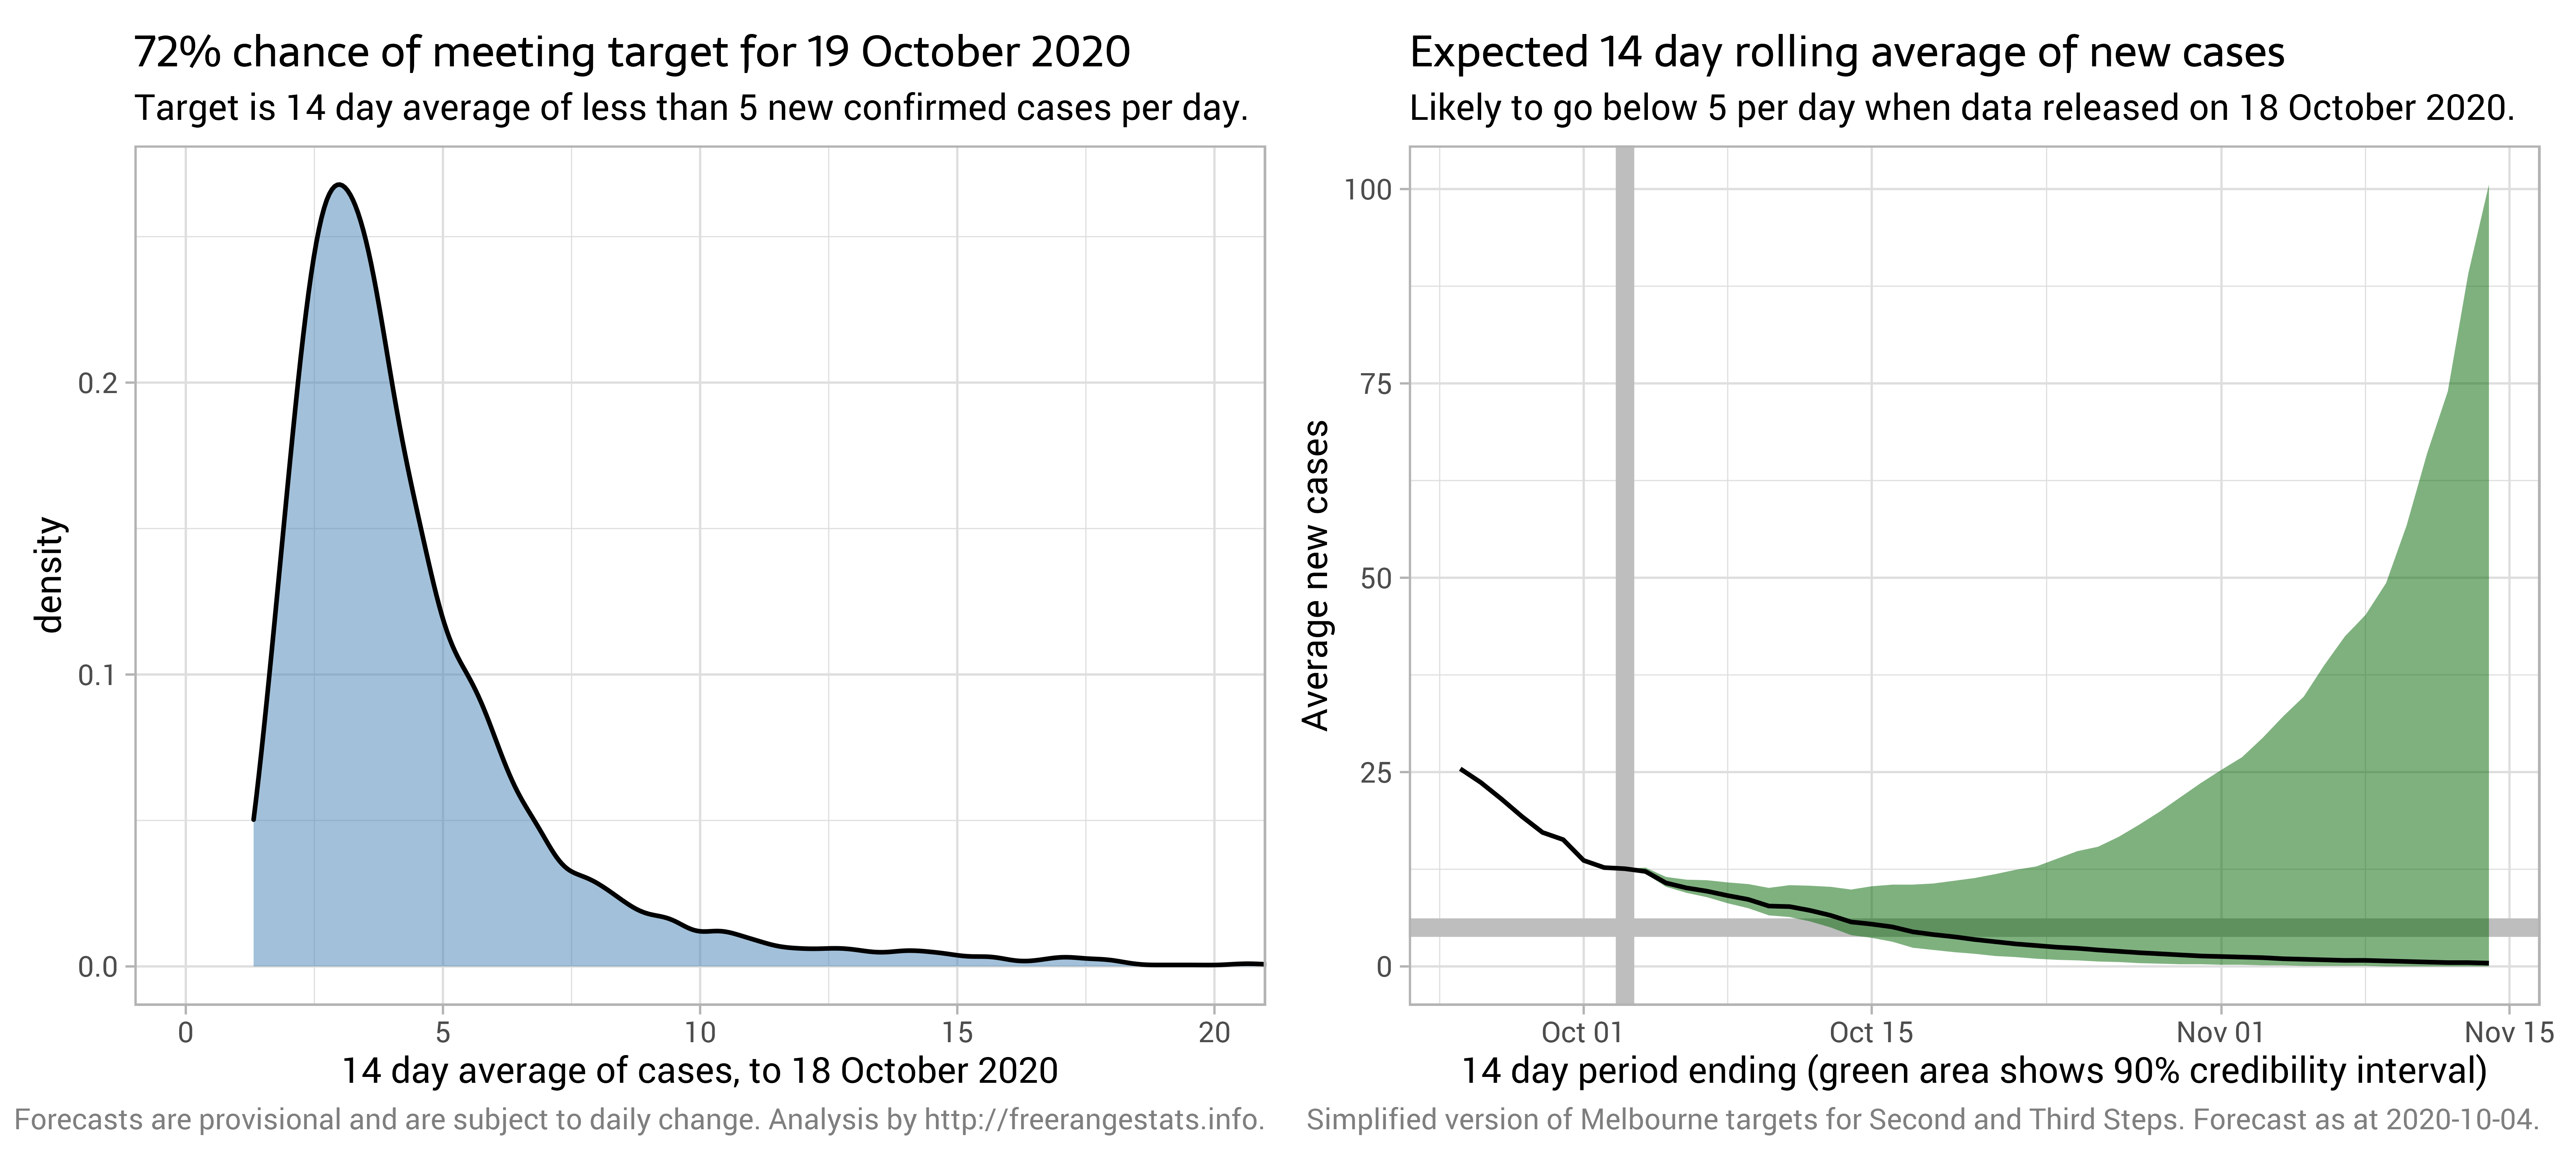 72% chance of meeting target for 19 October 2020
Target is 14 day average of less than 5 new confirmed cases per day.
density
0.2
0.1
0.0
0
5
10
15
20
14 day average of cases, to 18 October 2020
Forecasts are provisional and are subject to daily change. Analysis by http://freerangestats.info.
Expected 14 day rolling average of new cases
Likely to go below 5 per day when data released on 18 October 2020.
Average new cases
100
75
50
25
0
Oct 01
Oct 15
Nov 01
Nov 15
14 day period ending (green area shows 90% credibility interval)
Simplified version of Melbourne targets for Second and Third Steps. Forecast as at 2020-10-04.